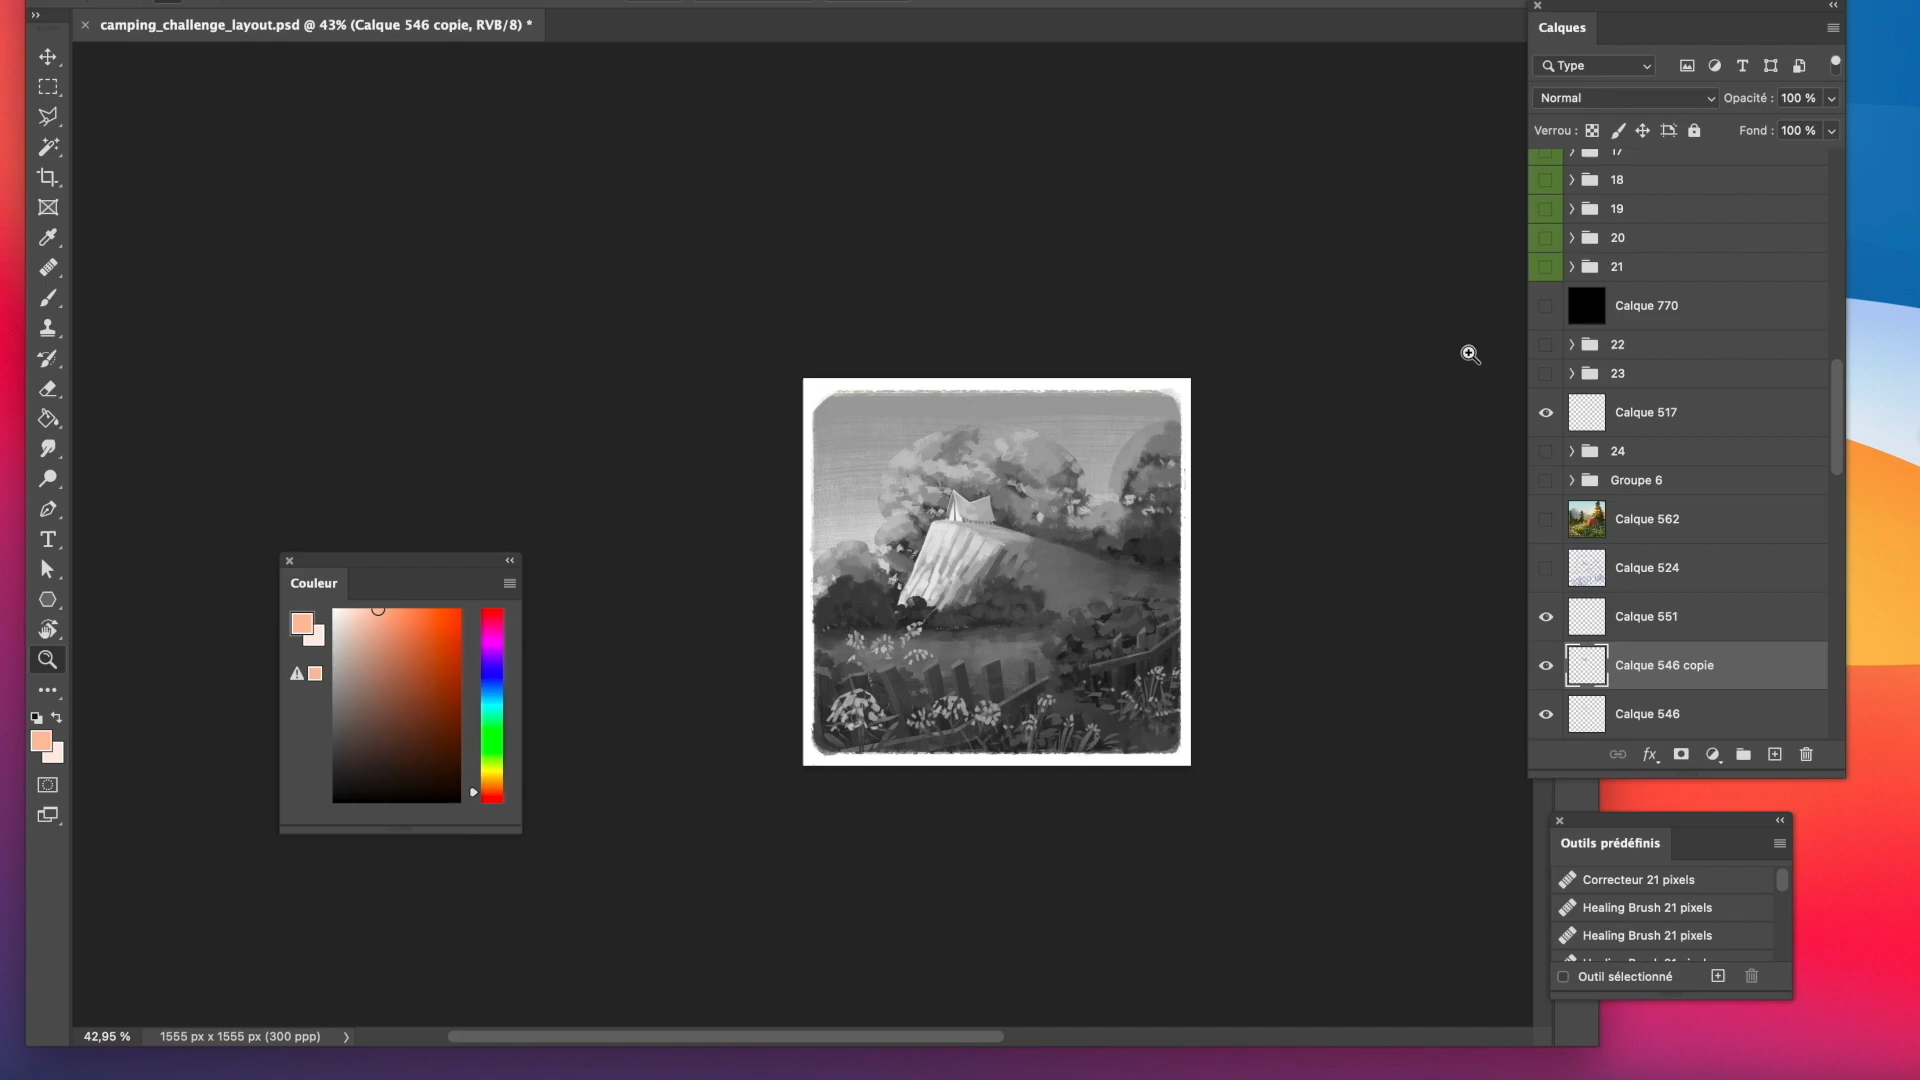 camping_challenge_layout.psd @ 43% (Calque 546 copie, RVB/8) *
Calques
Type
Normal
Opacité : 100 %
Verrou :
Fond : 100 %
17
18
19
20
21
Calque 770
22
23
Calque 517
24
Groupe 6
Calque 562
Calque 524
Calque 551
Calque 546 copie
Calque 546
fx
Couleur
Outils prédéfinis
Correcteur 21 pixels
Healing Brush 21 pixels
Healing Brush 21 pixels
Outil sélectionné
42,95 %
1555 px x 1555 px (300 ppp)